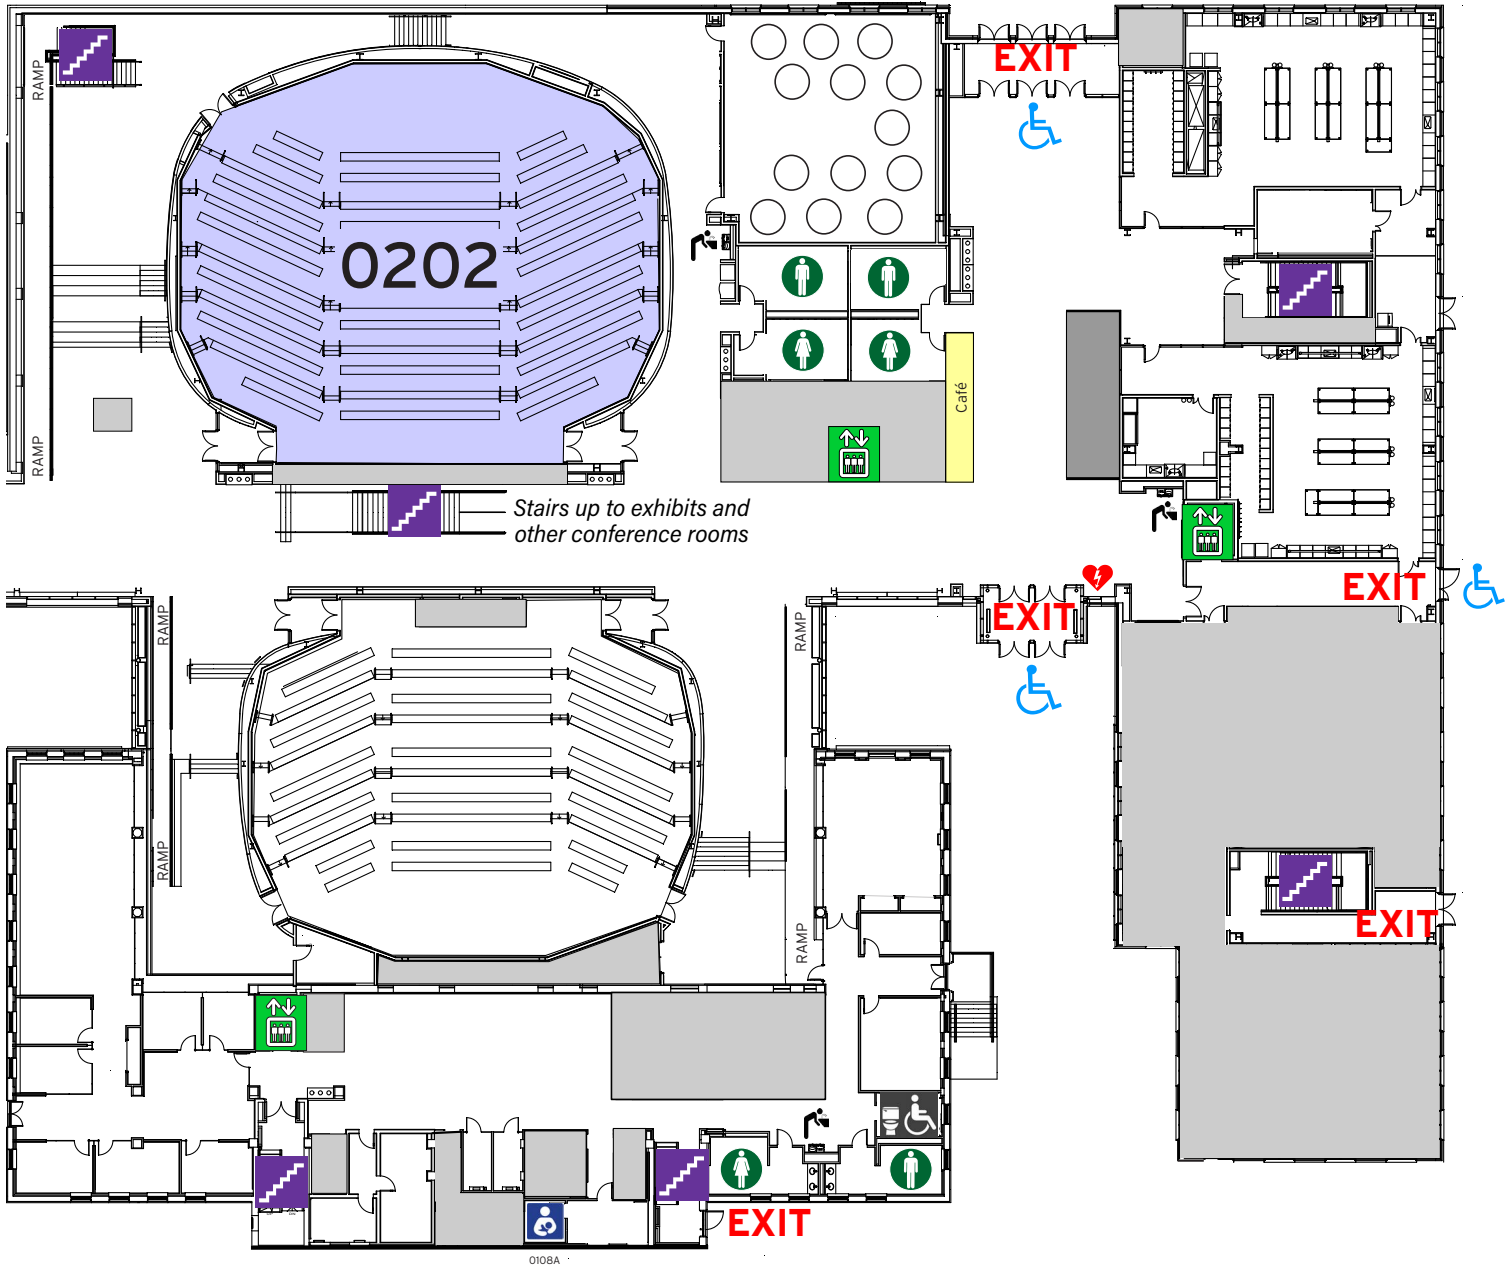 EXIT
RAMP
0202
Café
RAMP
Stairs up to exhibits and
other conference rooms
EXIT
RAMP
RAMP
EXIT
RAMP
EXIT
RAMP
EXIT
0108A